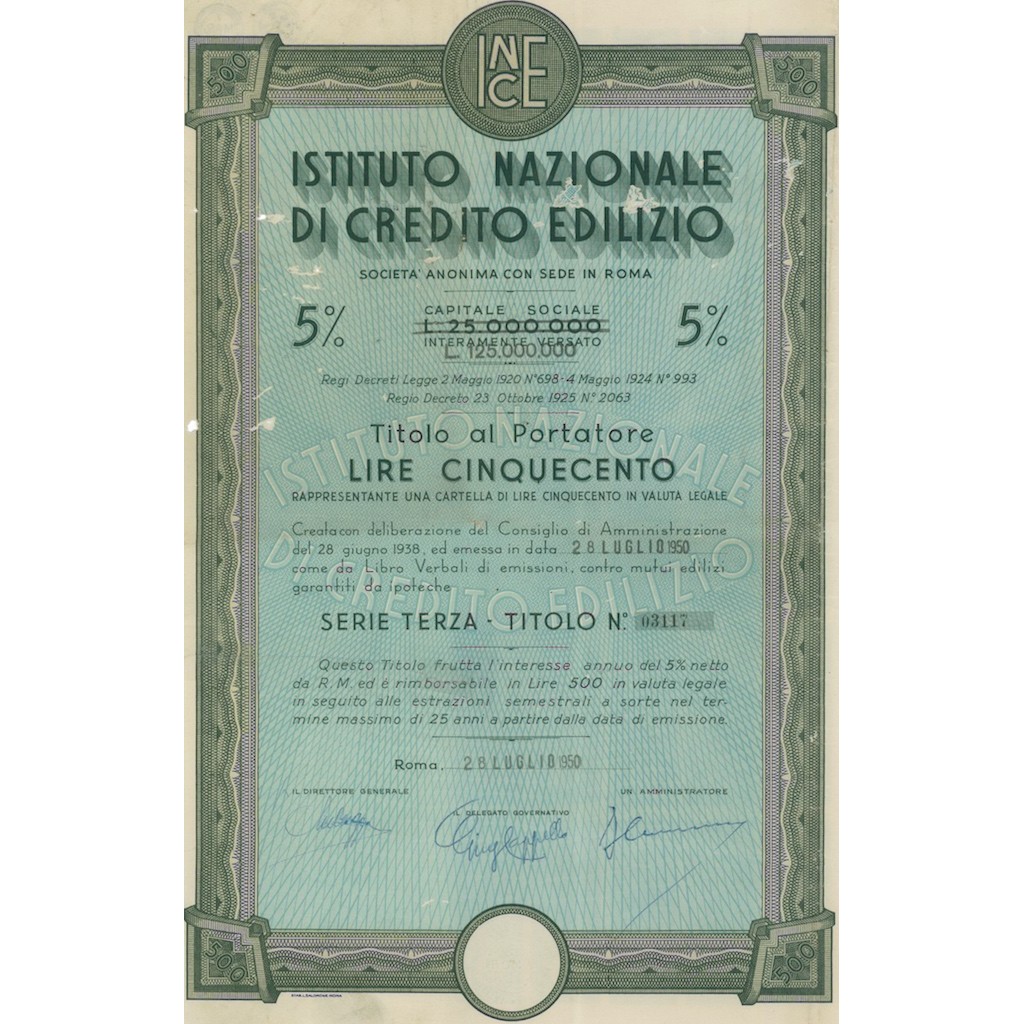 500
INCE
500
ISTITUTO NAZIONALE
DI CREDITO EDILIZIO
SOCIETA' ANONIMA CON SEDE IN ROMA
5% CAPITALE SOCIALE 5%
L. 25.000.000
INTERAMENTE VERSATO
L. 125.000.000
Regi Decreti Legge 2 Maggio 1920 N° 698-4 Maggio 1924 N° 993
Regio Decreto 23 Ottobre 1925 N° 2063
ISTITUTO NAZIONALE
Titolo al Portatore
LIRE CINQUECENTO
RAPPRESENTANTE UNA CARTELLA DI LIRE CINQUECENTO IN VALUTA LEGALE
Creata con deliberazione del Consiglio di Amministrazione
del 28 giugno 1938, ed emessa in data 28 LUGLIO 1950
come da Libro Verbali di emissioni, contro mutui edilizi
garantiti da ipoteche.
DI CREDITO EDILIZIO
SERIE TERZA - TITOLO N.° 03117
Questo Titolo frutta l'interesse annuo del 5% netto
da R.M. ed è rimborsabile in Lire 500 in valuta legale
in seguito alle estrazioni semestrali a sorte nel ter-
mine massimo di 25 anni a partire dalla data di emissione.
Roma, 28 LUGLIO 1950
IL DIRETTORE GENERALE
IL DELEGATO GOVERNATIVO
UN AMMINISTRATORE
500
500